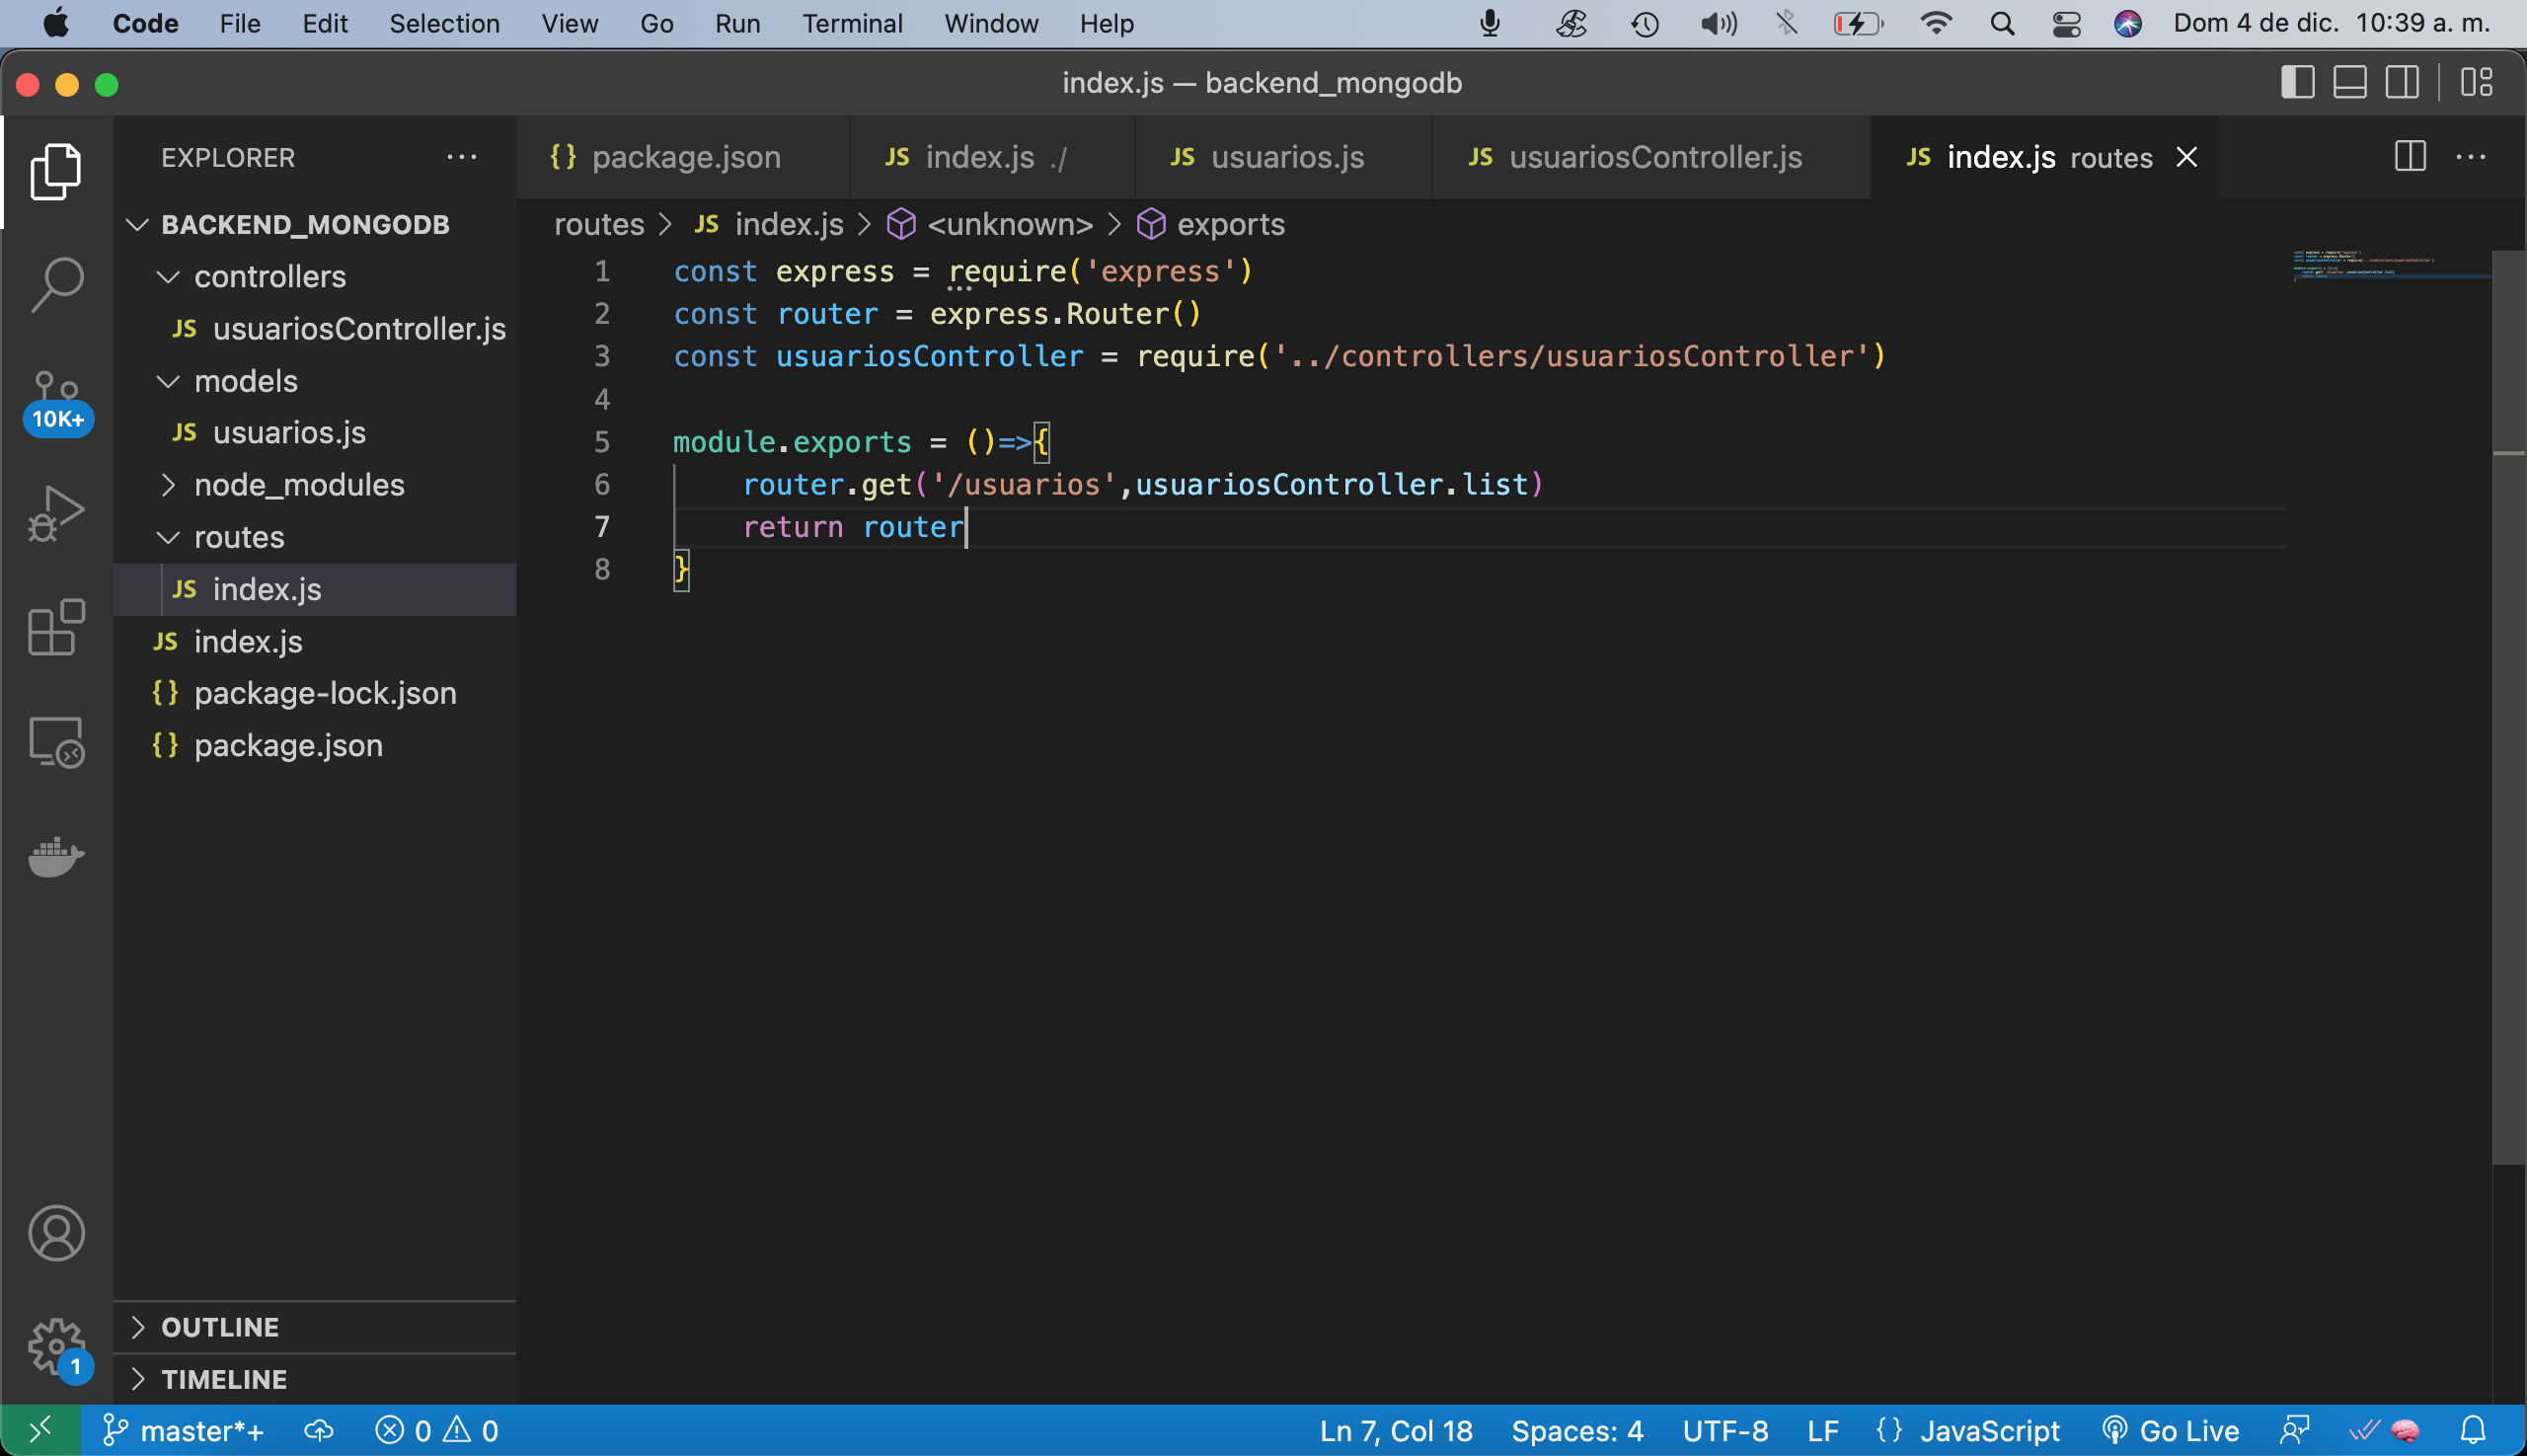 Code File Edit Selection View Go Run Terminal Window Help Dom 4 de dic. 10:39 a. m.
index.js — backend_mongodb
EXPLORER
{} package.json JS index.js ./ JS usuarios.js JS usuariosController.js JS index.js routes
routes > JS index.js > <unknown> > exports
BACKEND_MONGODB
controllers
JS usuariosController.js
models
JS usuarios.js
node_modules
routes
JS index.js
JS index.js
{} package-lock.json
{} package.json
10K+
1 const express = require('express')
2 const router = express.Router()
3 const usuariosController = require('../controllers/usuariosController')
4
5 module.exports = ()=>{
6 router.get('/usuarios',usuariosController.list)
7 return router
8 }
OUTLINE
TIMELINE
1
master*+ 0 0 Ln 7, Col 18 Spaces: 4 UTF-8 LF {} JavaScript Go Live